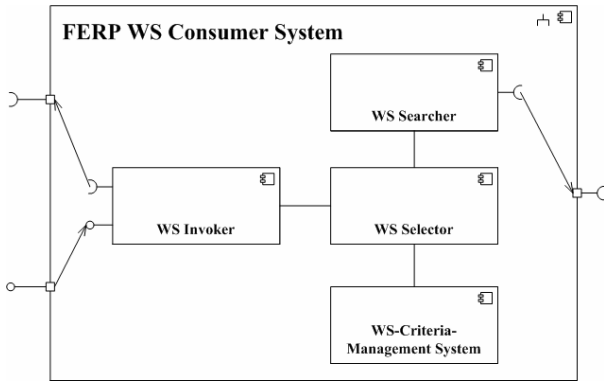 FERP WS Consumer System
WS Searcher
WS Invoker
WS Selector
WS-Criteria-
Management System